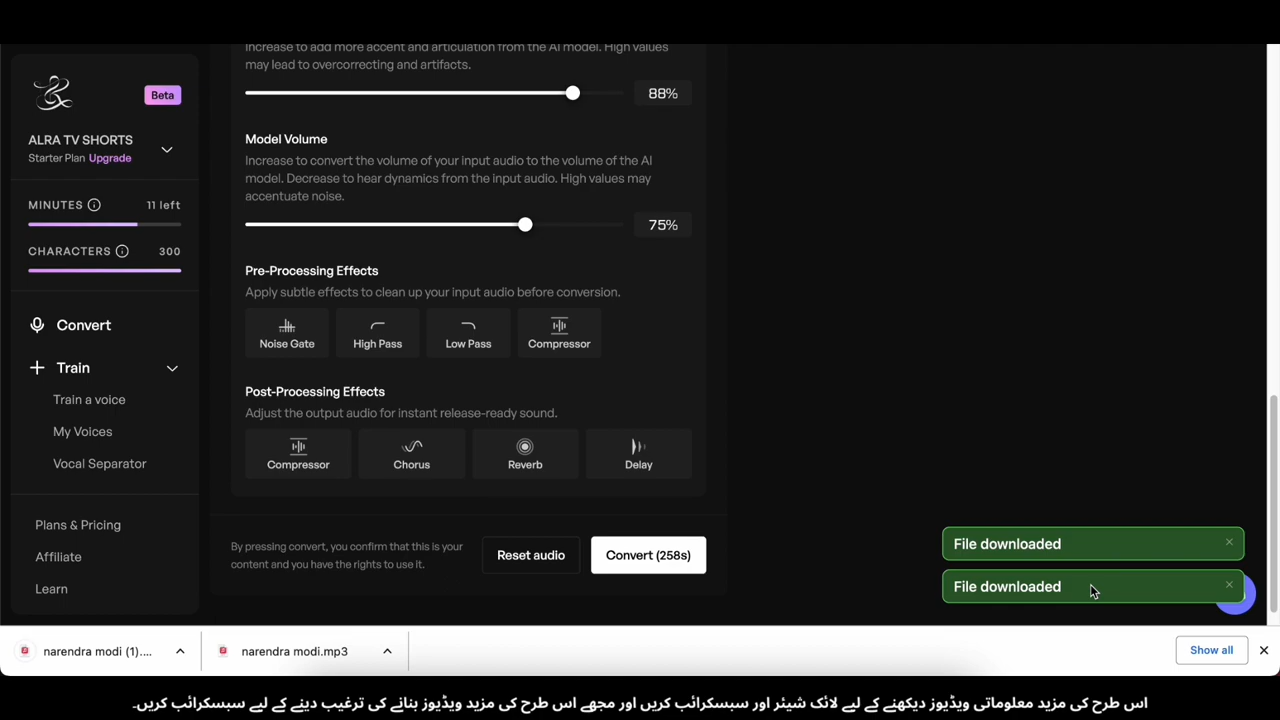 Increase to add more accent and articulation from the AI model. High values
may lead to overcorrecting and artifacts.
88%
Model Volume
Increase to convert the volume of your input audio to the volume of the AI
model. Decrease to hear dynamics from the input audio. High values may
accentuate noise.
75%
Pre-Processing Effects
Apply subtle effects to clean up your input audio before conversion.
Noise Gate
High Pass
Low Pass
Compressor
Post-Processing Effects
Adjust the output audio for instant release-ready sound.
Compressor
Chorus
Reverb
Delay
By pressing convert, you confirm that this is your
content and you have the rights to use it.
Reset audio
Convert (258s)
Beta
ALRA TV SHORTS
Starter Plan Upgrade
MINUTES 11 left
CHARACTERS 300
Convert
Train
Train a voice
My Voices
Vocal Separator
Plans & Pricing
Affiliate
Learn
File downloaded
File downloaded
narendra modi (1)....
narendra modi.mp3
Show all
اس طرح کی مزید معلوماتی ویڈیوز دیکھنے کے لیے لائک شیئر اور سبسکرائب کریں اور مجھے اس طرح کی مزید ویڈیوز بنانے کی ترغیب دینے کے لیے سبسکرائب کریں۔